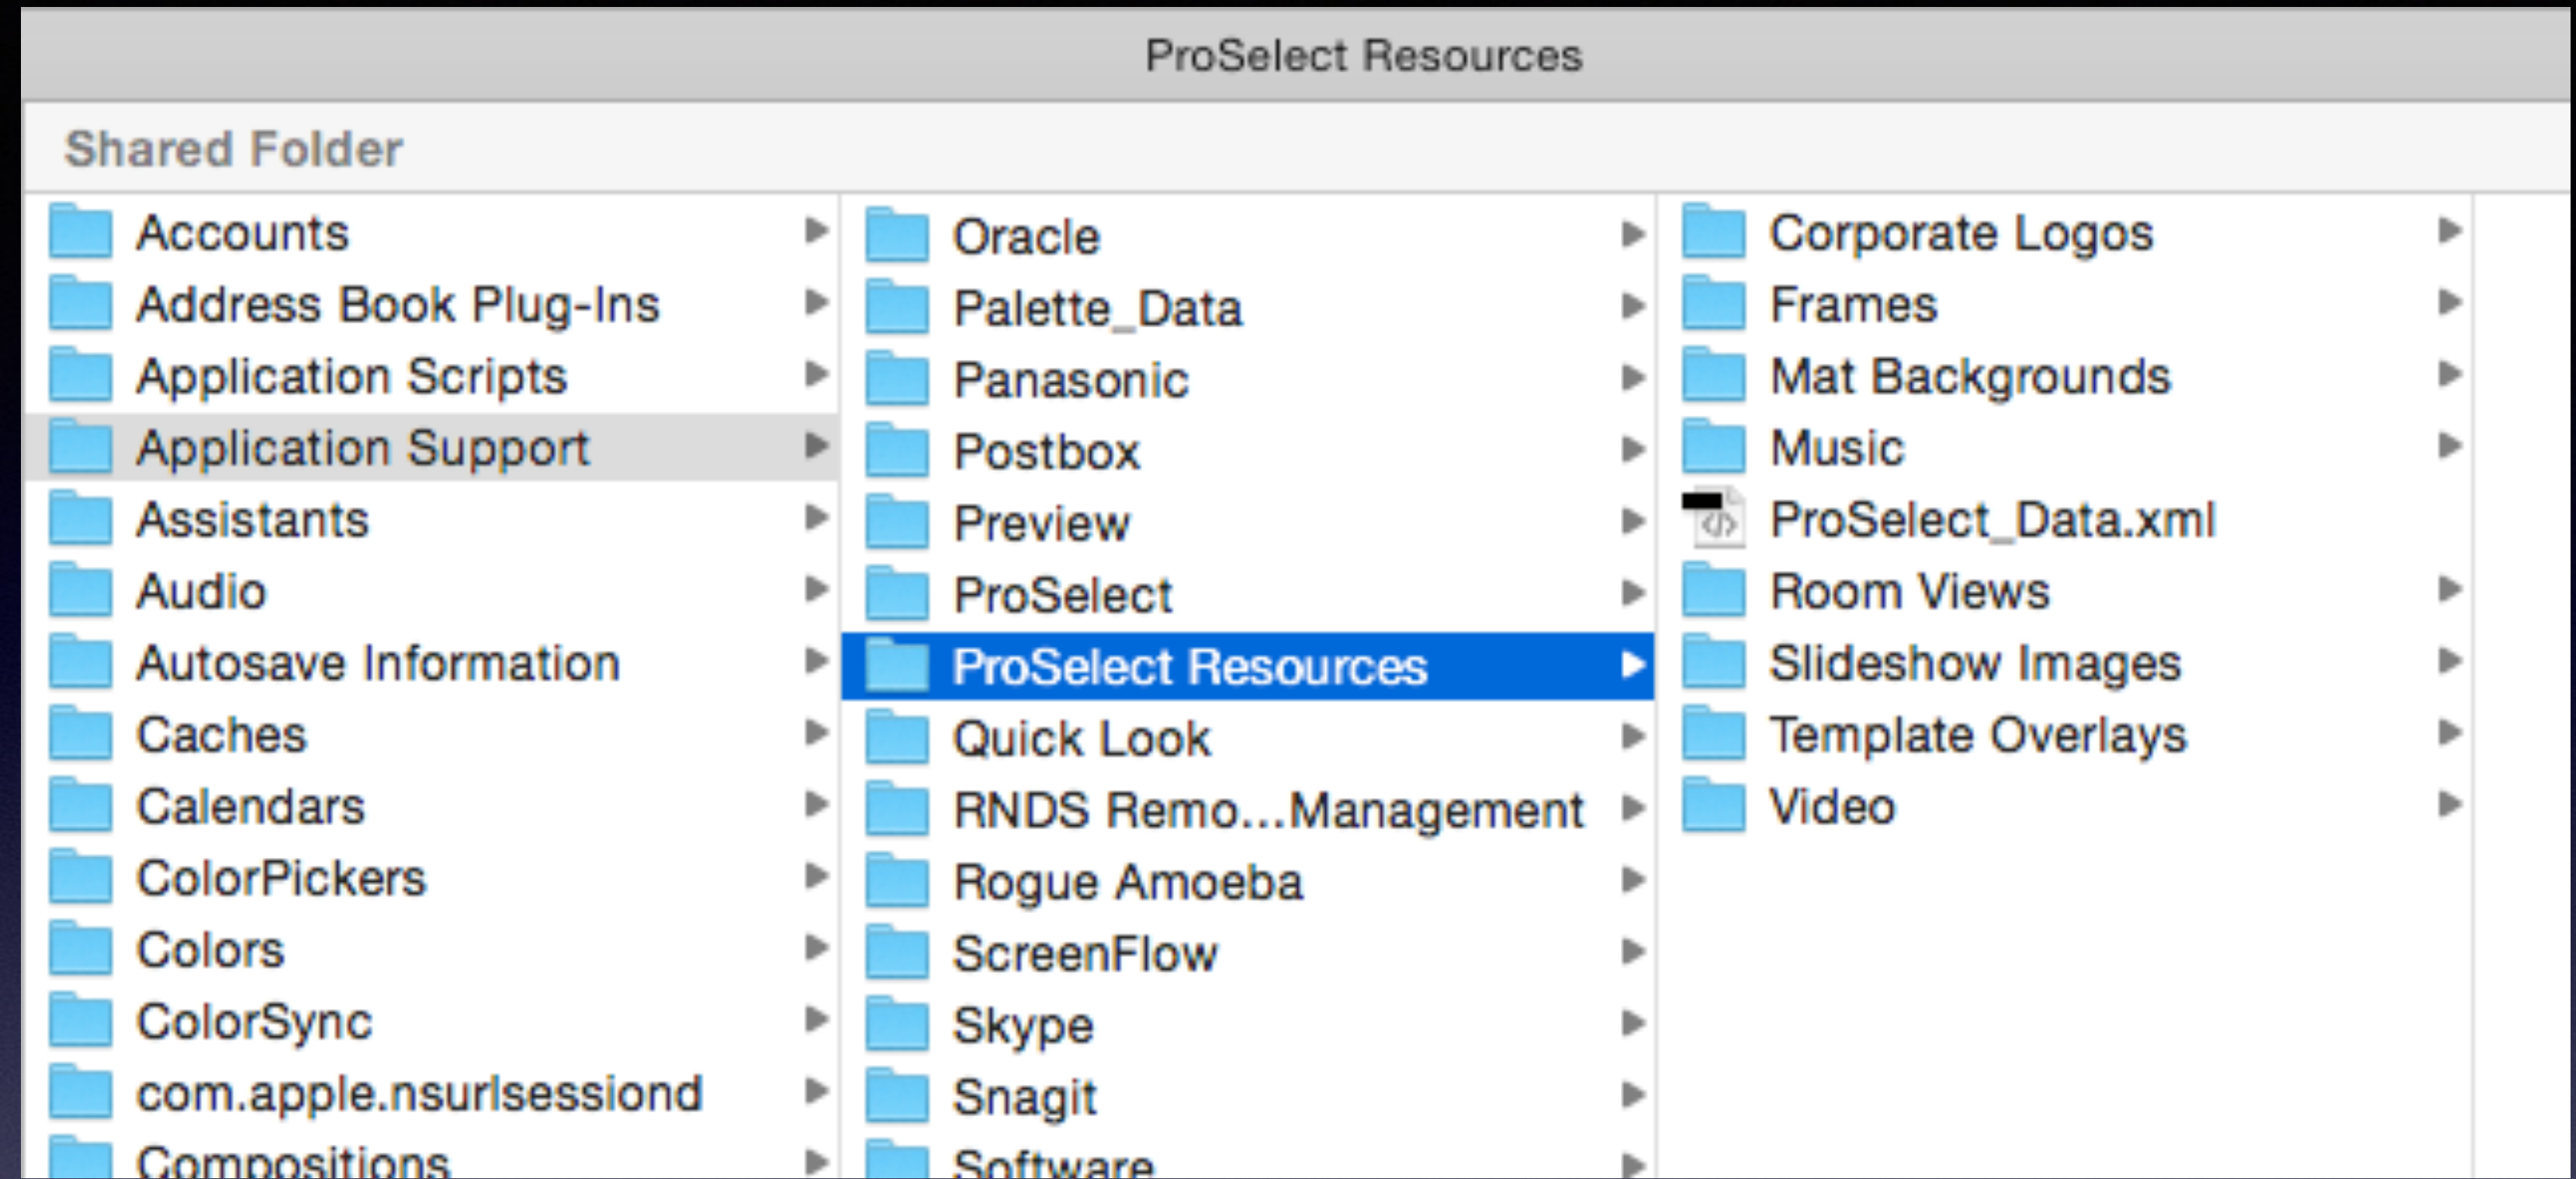 ProSelect Resources
Shared Folder
Accounts
Address Book Plug-Ins
Application Scripts
Application Support
Assistants
Audio
Autosave Information
Caches
Calendars
ColorPickers
Colors
ColorSync
com.apple.nsurlsessiond
Compositions
Oracle
Palette_Data
Panasonic
Postbox
Preview
ProSelect
ProSelect Resources
Quick Look
RNDS Remo...Management
Rogue Amoeba
ScreenFlow
Skype
Snagit
Software
Corporate Logos
Frames
Mat Backgrounds
Music
ProSelect_Data.xml
Room Views
Slideshow Images
Template Overlays
Video